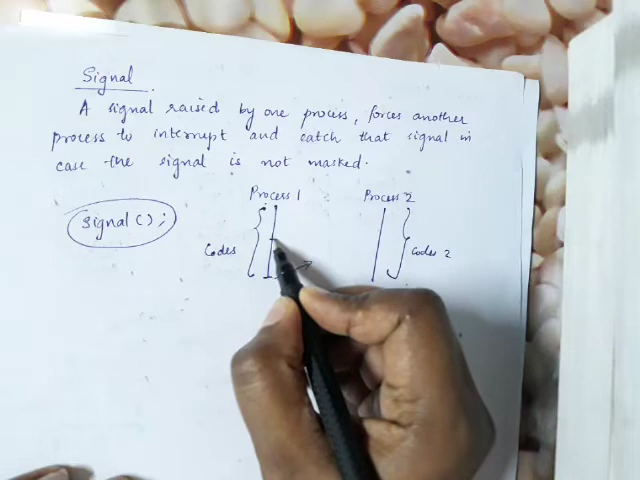 Signal
A signal raised by one process, forces another
process to interrupt and catch that signal in
case the signal is not masked.
Process 1 Process 2
signal();
Codes Codes 2